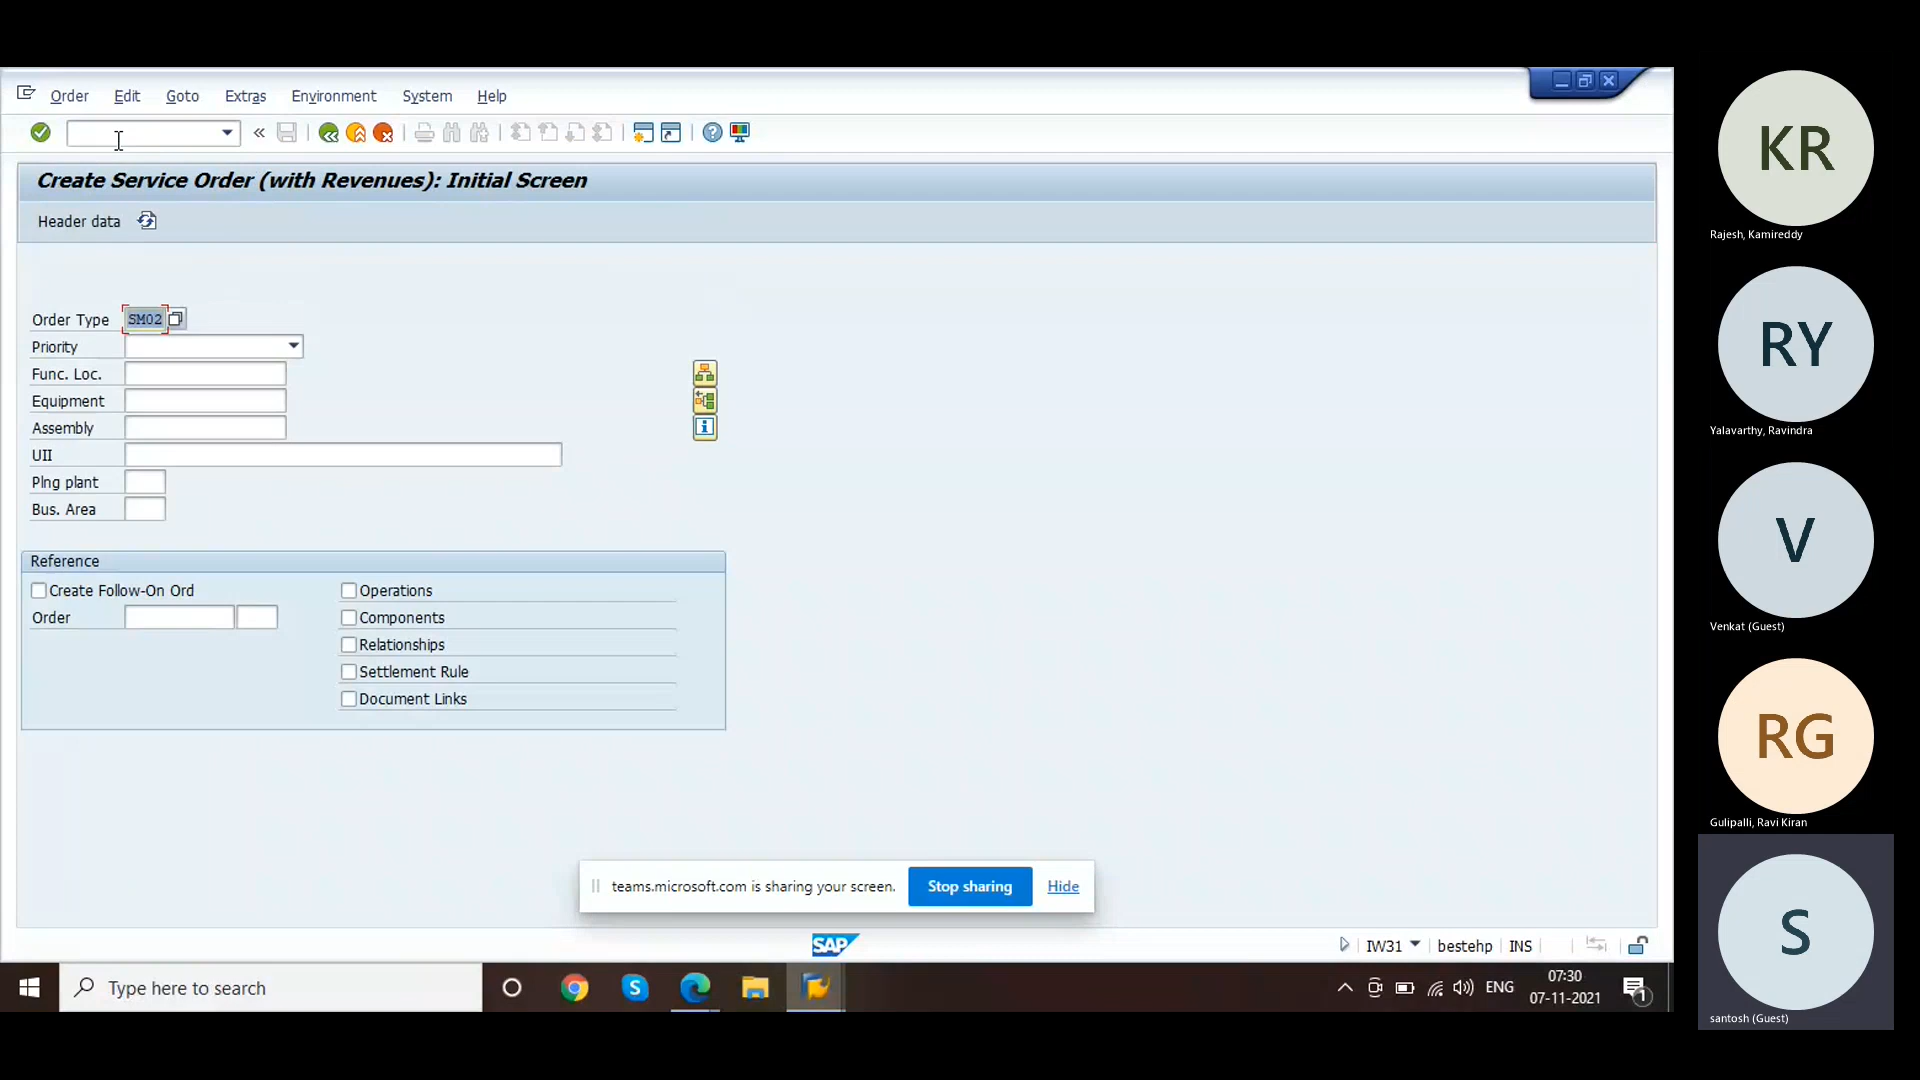 Order Edit Goto Extras Environment System Help
«
Create Service Order (with Revenues): Initial Screen
Header data
Order Type SM02
Priority
Func. Loc.
Equipment
Assembly
UII
Plng plant
Bus. Area
Reference
Create Follow-On Ord Operations
Order Components
Relationships
Settlement Rule
Document Links
teams.microsoft.com is sharing your screen. Stop sharing Hide
SAP IW31 bestehp INS
Type here to search
ENG 07:30
07-11-2021
1
KR
Rajesh, Kamireddy
RY
Yalavarthy, Ravindra
V
Venkat (Guest)
RG
Gulipalli, Ravi Kiran
S
santosh (Guest)